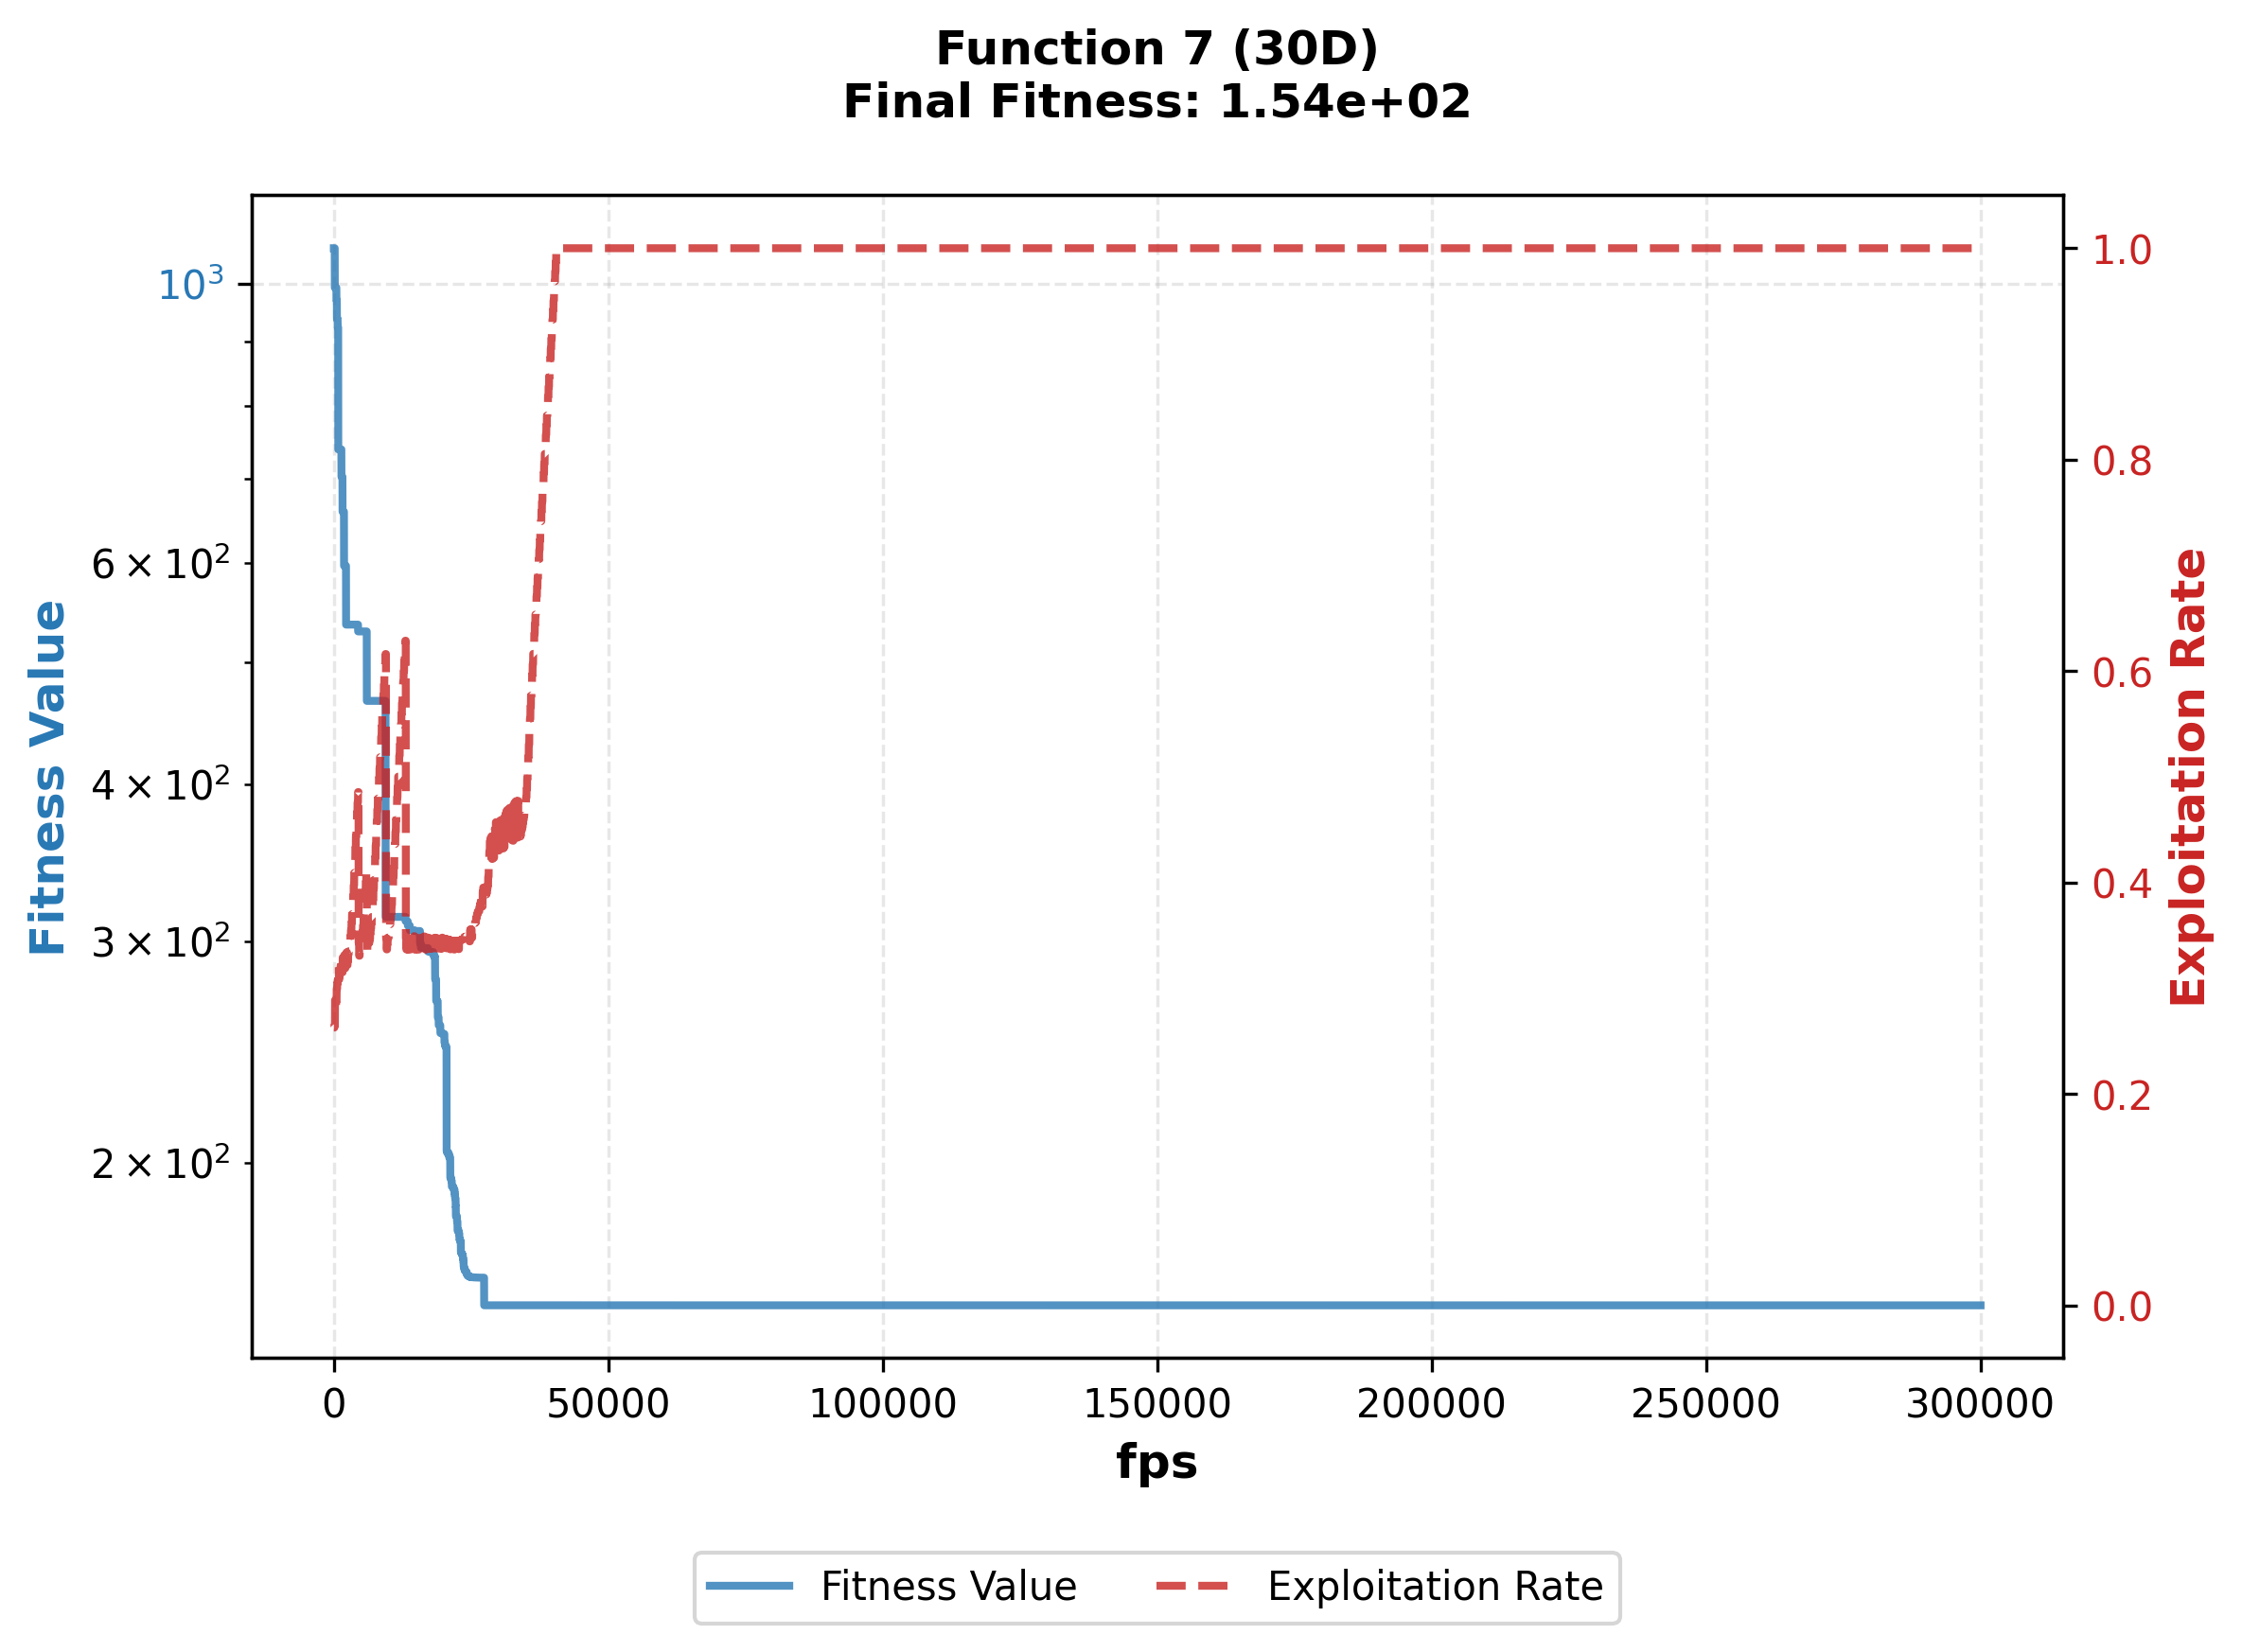 Function 7 (30D)
Final Fitness: 1.54e+02
Fitness Value
10³
6 × 10²
4 × 10²
3 × 10²
2 × 10²
1.0
0.8
0.6
0.4
0.2
0.0
Exploitation Rate
0 50000 100000 150000 200000 250000 300000
fps
Fitness Value Exploitation Rate